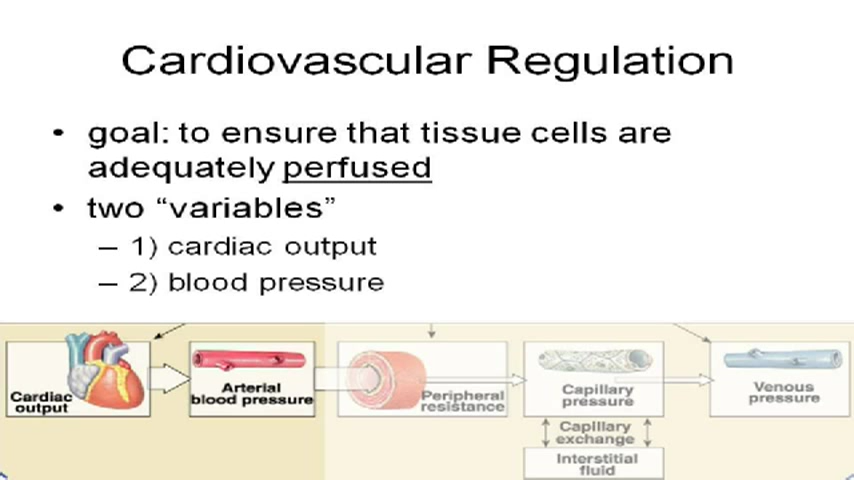 Cardiovascular Regulation
• goal: to ensure that tissue cells are
adequately perfused
• two “variables”
– 1) cardiac output
– 2) blood pressure
Cardiac
output
Arterial
blood pressure
Peripheral
resistance
Capillary
pressure
Venous
pressure
Capillary
exchange
Interstitial
fluid